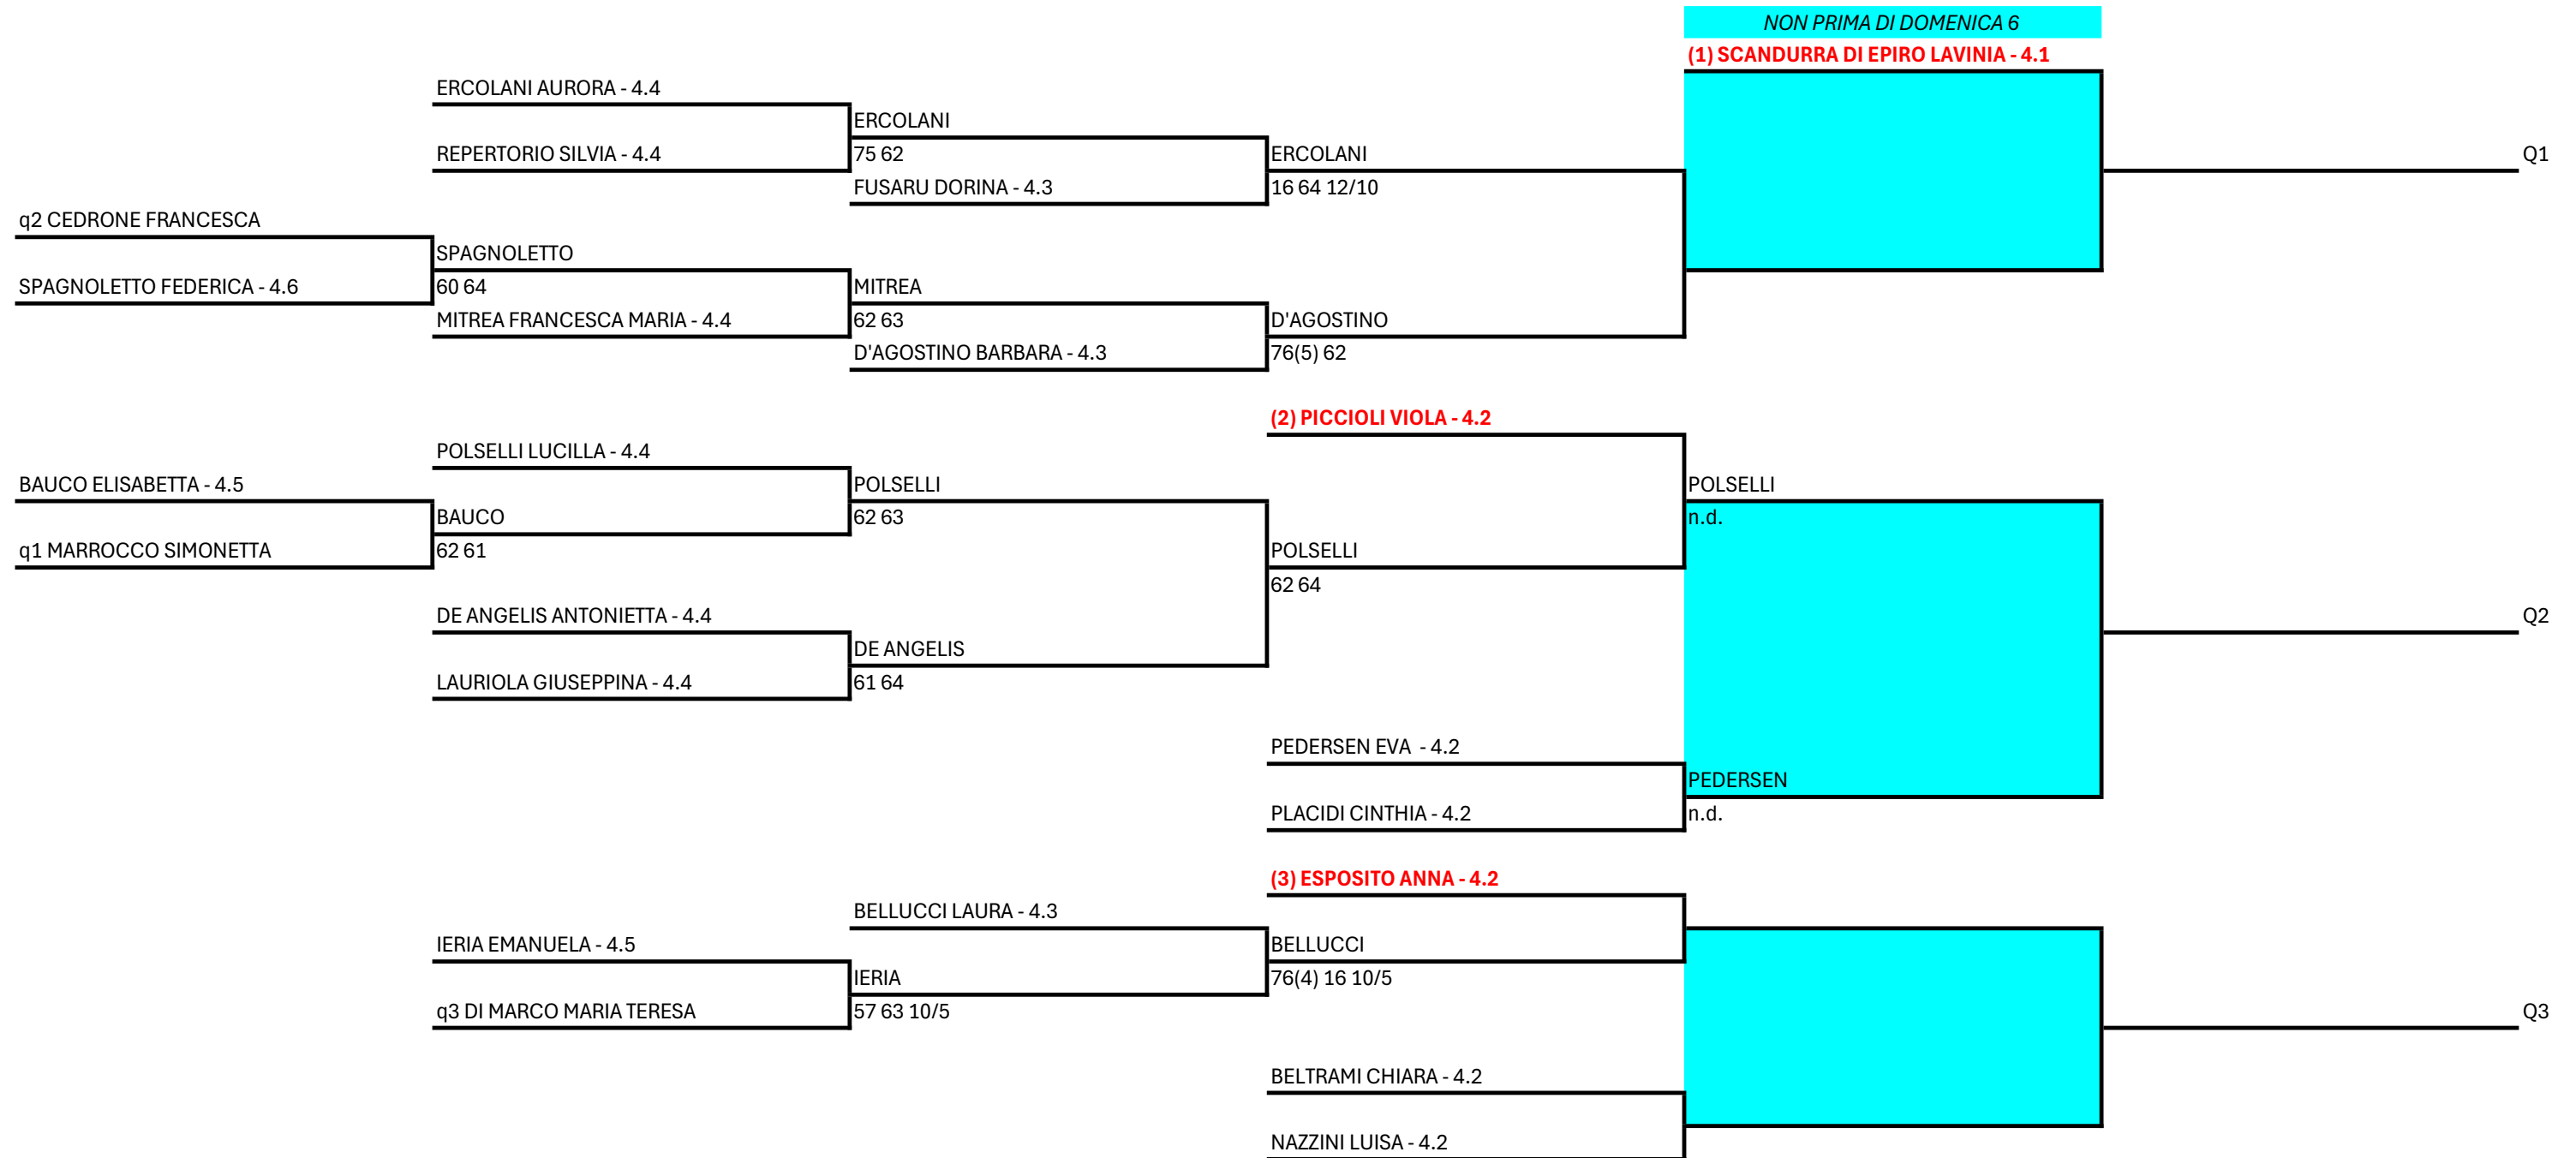 NON PRIMA DI DOMENICA 6
(1) SCANDURRA DI EPIRO LAVINIA - 4.1
ERCOLANI AURORA - 4.4
ERCOLANI
REPERTORIO SILVIA - 4.4
75 62
ERCOLANI
Q1
FUSARU DORINA - 4.3
16 64 12/10
q2 CEDRONE FRANCESCA
SPAGNOLETTO
SPAGNOLETTO FEDERICA - 4.6
60 64
MITREA
MITREA FRANCESCA MARIA - 4.4
62 63
D'AGOSTINO
D'AGOSTINO BARBARA - 4.3
76(5) 62
(2) PICCIOLI VIOLA - 4.2
POLSELLI LUCILLA - 4.4
BAUCO ELISABETTA - 4.5
POLSELLI
POLSELLI
BAUCO
62 63
n.d.
q1 MARROCCO SIMONETTA
62 61
POLSELLI
62 64
DE ANGELIS ANTONIETTA - 4.4
Q2
DE ANGELIS
LAURIOLA GIUSEPPINA - 4.4
61 64
PEDERSEN EVA  - 4.2
PEDERSEN
PLACIDI CINTHIA - 4.2
n.d.
(3) ESPOSITO ANNA - 4.2
BELLUCCI LAURA - 4.3
IERIA EMANUELA - 4.5
BELLUCCI
IERIA
76(4) 16 10/5
q3 DI MARCO MARIA TERESA
57 63 10/5
Q3
BELTRAMI CHIARA - 4.2
NAZZINI LUISA - 4.2